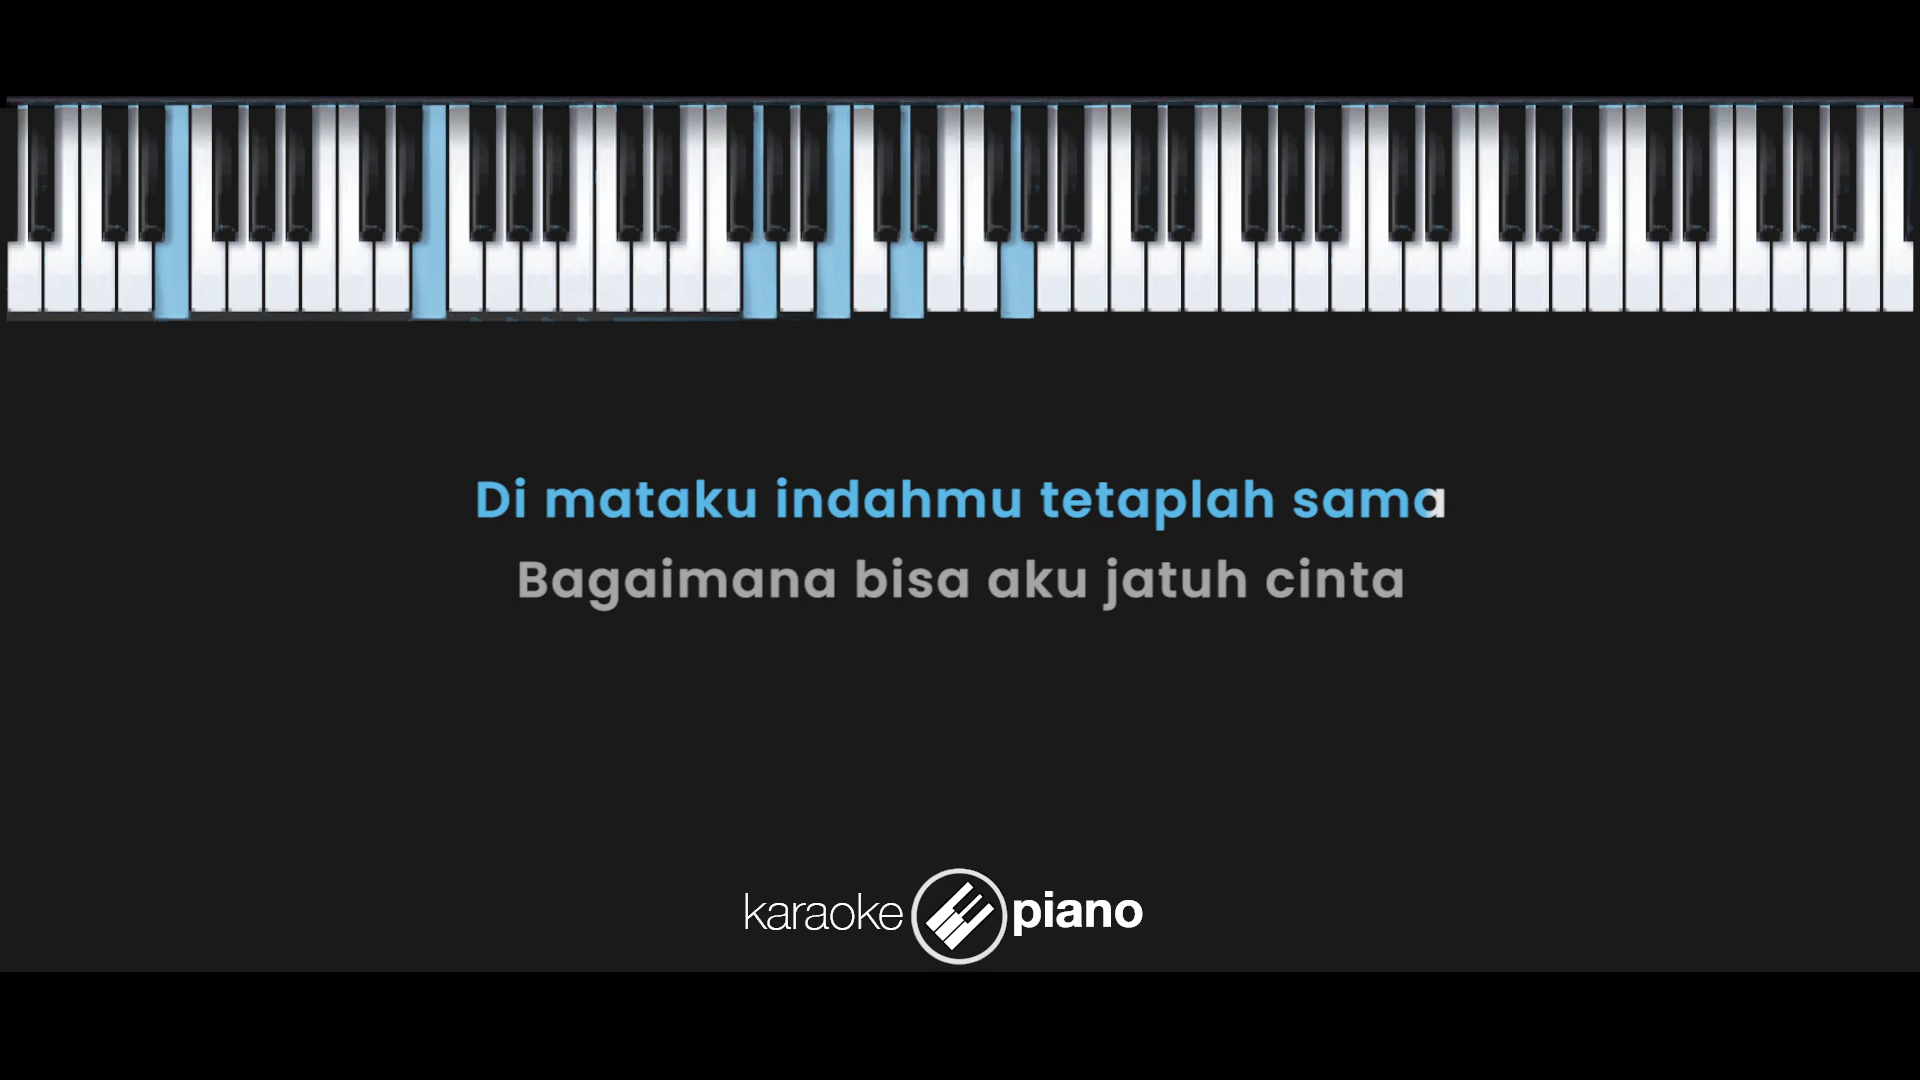 Di mataku indahmu tetaplah sama
Bagaimana bisa aku jatuh cinta
karaoke piano